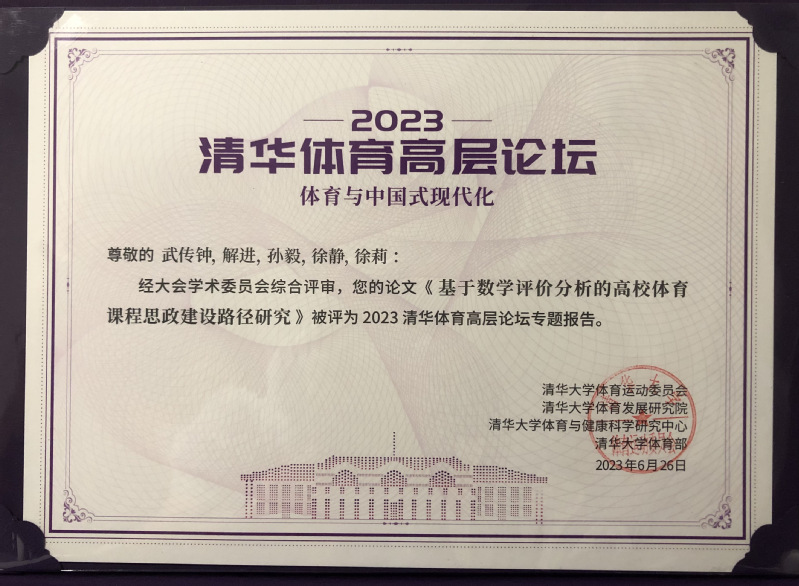 2023
清华体育高层论坛
体育与中国式现代化
尊敬的 武传钟, 解进, 孙毅, 徐静, 徐莉：
经大会学术委员会综合评审，您的论文《 基于数学评价分析的高校体育
课程思政建设路径研究 》被评为 2023 清华体育高层论坛专题报告。
清华大学体育运动委员会
清华大学体育发展研究院
清华大学体育与健康科学研究中心
清华大学体育部
2023年6月26日